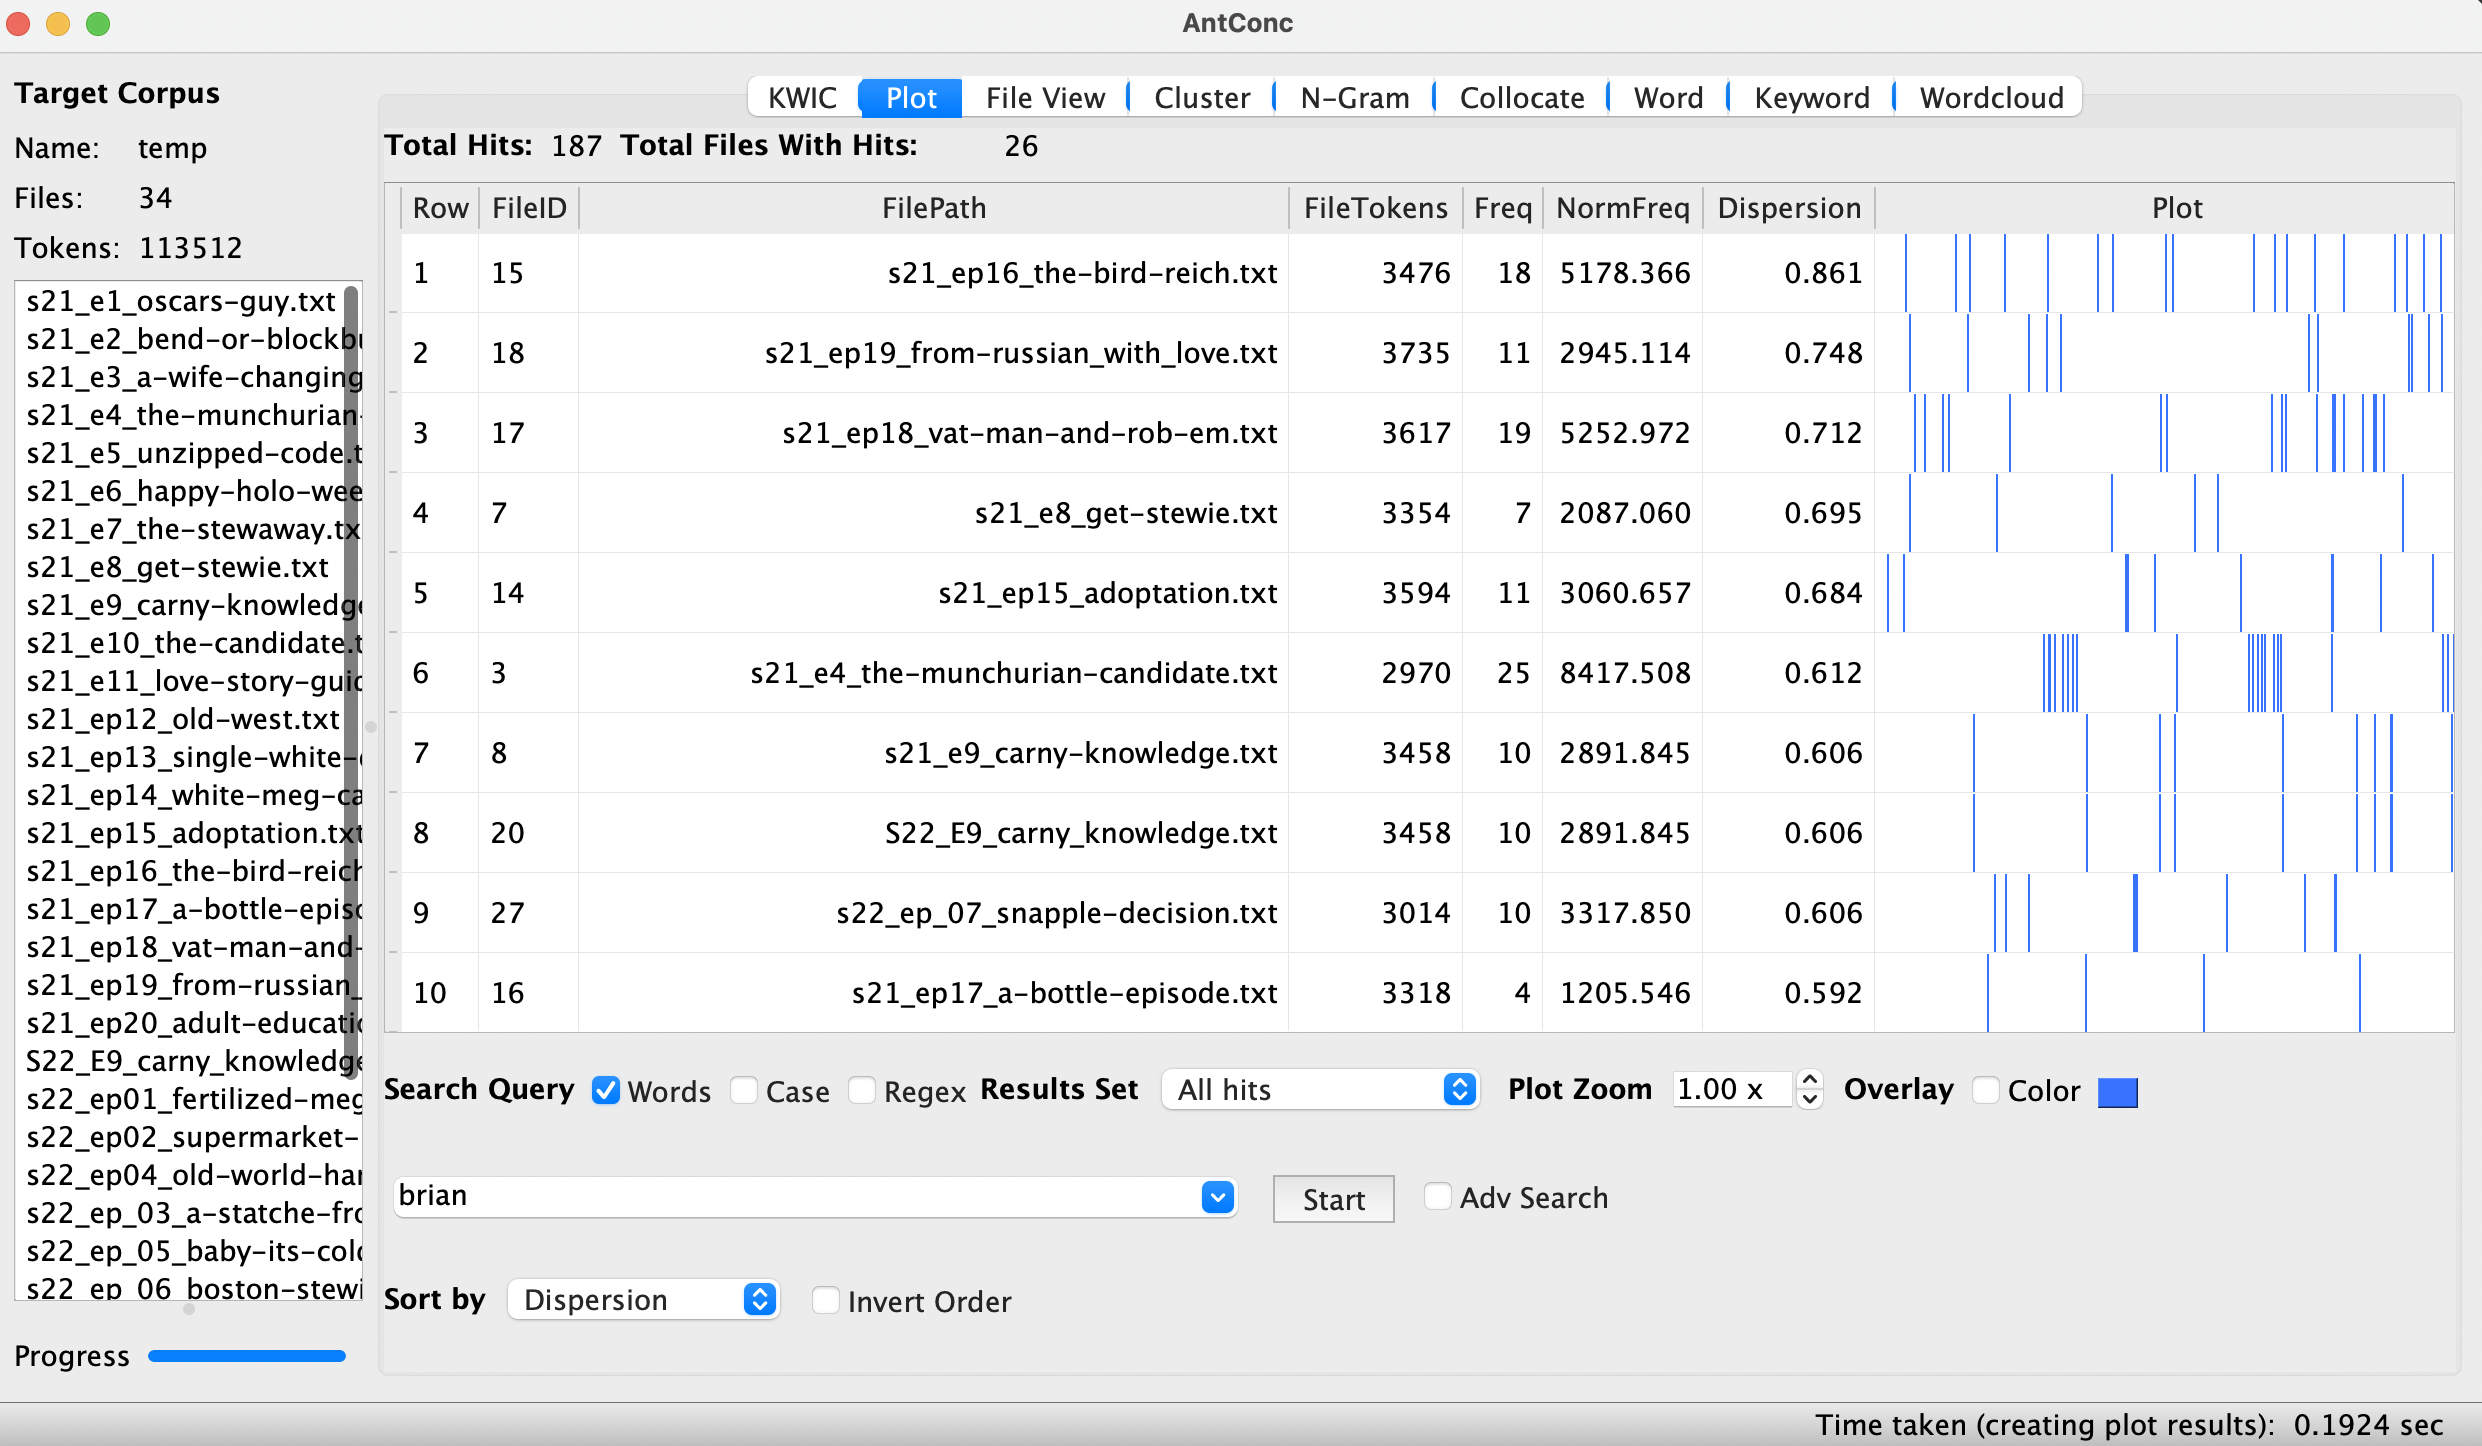 AntConc
Target Corpus
Name: temp
Files: 34
Tokens: 113512
s21_e1_oscars-guy.txt
s21_e2_bend-or-blockbu
s21_e3_a-wife-changing
s21_e4_the-munchurian-
s21_e5_unzipped-code.t
s21_e6_happy-holo-wee
s21_e7_the-stewaway.tx
s21_e8_get-stewie.txt
s21_e9_carny-knowledge
s21_e10_the-candidate.t
s21_e11_love-story-guid
s21_ep12_old-west.txt
s21_ep13_single-white-d
s21_ep14_white-meg-ca
s21_ep15_adoptation.txt
s21_ep16_the-bird-reich
s21_ep17_a-bottle-episo
s21_ep18_vat-man-and-
s21_ep19_from-russian_
s21_ep20_adult-educatio
S22_E9_carny_knowledge
s22_ep01_fertilized-meg
s22_ep02_supermarket-
s22_ep04_old-world-har
s22_ep_03_a-statche-fro
s22_ep_05_baby-its-cold
s22_ep_06_boston-stewi
Progress
KWIC Plot File View Cluster N-Gram Collocate Word Keyword Wordcloud
Total Hits: 187 Total Files With Hits: 26
Row FileID FilePath FileTokens Freq NormFreq Dispersion Plot
1 15 s21_ep16_the-bird-reich.txt 3476 18 5178.366 0.861
2 18 s21_ep19_from-russian_with_love.txt 3735 11 2945.114 0.748
3 17 s21_ep18_vat-man-and-rob-em.txt 3617 19 5252.972 0.712
4 7 s21_e8_get-stewie.txt 3354 7 2087.060 0.695
5 14 s21_ep15_adoptation.txt 3594 11 3060.657 0.684
6 3 s21_e4_the-munchurian-candidate.txt 2970 25 8417.508 0.612
7 8 s21_e9_carny-knowledge.txt 3458 10 2891.845 0.606
8 20 S22_E9_carny_knowledge.txt 3458 10 2891.845 0.606
9 27 s22_ep_07_snapple-decision.txt 3014 10 3317.850 0.606
10 16 s21_ep17_a-bottle-episode.txt 3318 4 1205.546 0.592
Search Query Words Case Regex Results Set All hits Plot Zoom 1.00 x Overlay Color
brian Start Adv Search
Sort by Dispersion Invert Order
Time taken (creating plot results): 0.1924 sec